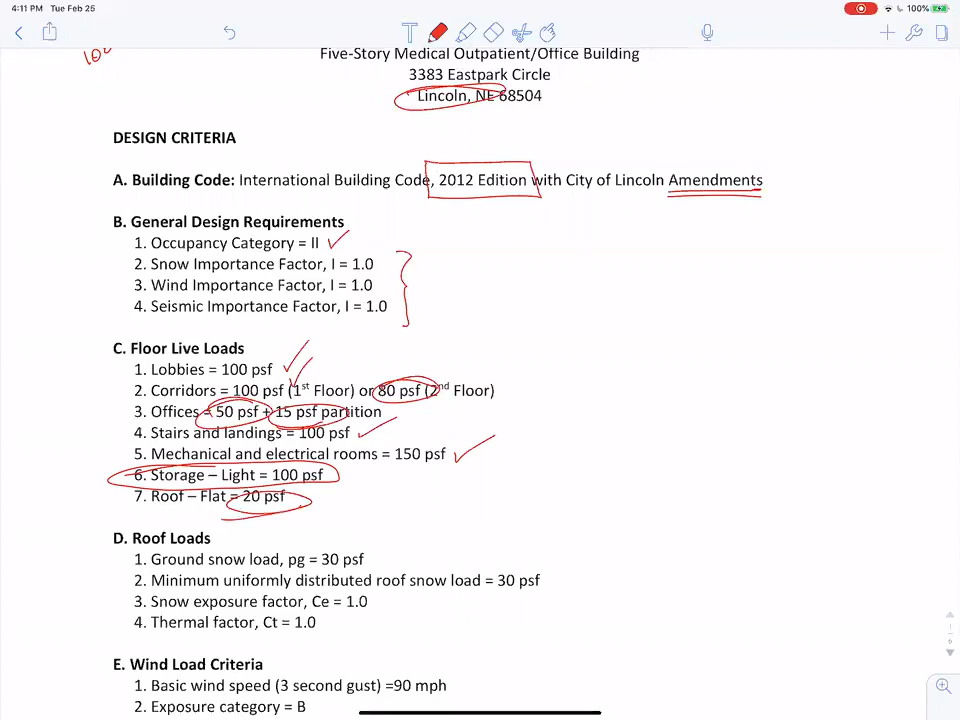 4:11 PM Tue Feb 25
100%
100
Five-Story Medical Outpatient/Office Building
3383 Eastpark Circle
Lincoln, NE 68504
DESIGN CRITERIA
A. Building Code: International Building Code, 2012 Edition with City of Lincoln Amendments
B. General Design Requirements
1. Occupancy Category = II
2. Snow Importance Factor, I = 1.0
3. Wind Importance Factor, I = 1.0
4. Seismic Importance Factor, I = 1.0
C. Floor Live Loads
1. Lobbies = 100 psf
2. Corridors = 100 psf (1st Floor) or 80 psf (2nd Floor)
3. Offices = 50 psf + 15 psf partition
4. Stairs and landings = 100 psf
5. Mechanical and electrical rooms = 150 psf
6. Storage – Light = 100 psf
7. Roof – Flat = 20 psf
D. Roof Loads
1. Ground snow load, pg = 30 psf
2. Minimum uniformly distributed roof snow load = 30 psf
3. Snow exposure factor, Ce = 1.0
4. Thermal factor, Ct = 1.0
E. Wind Load Criteria
1. Basic wind speed (3 second gust) =90 mph
2. Exposure category = B